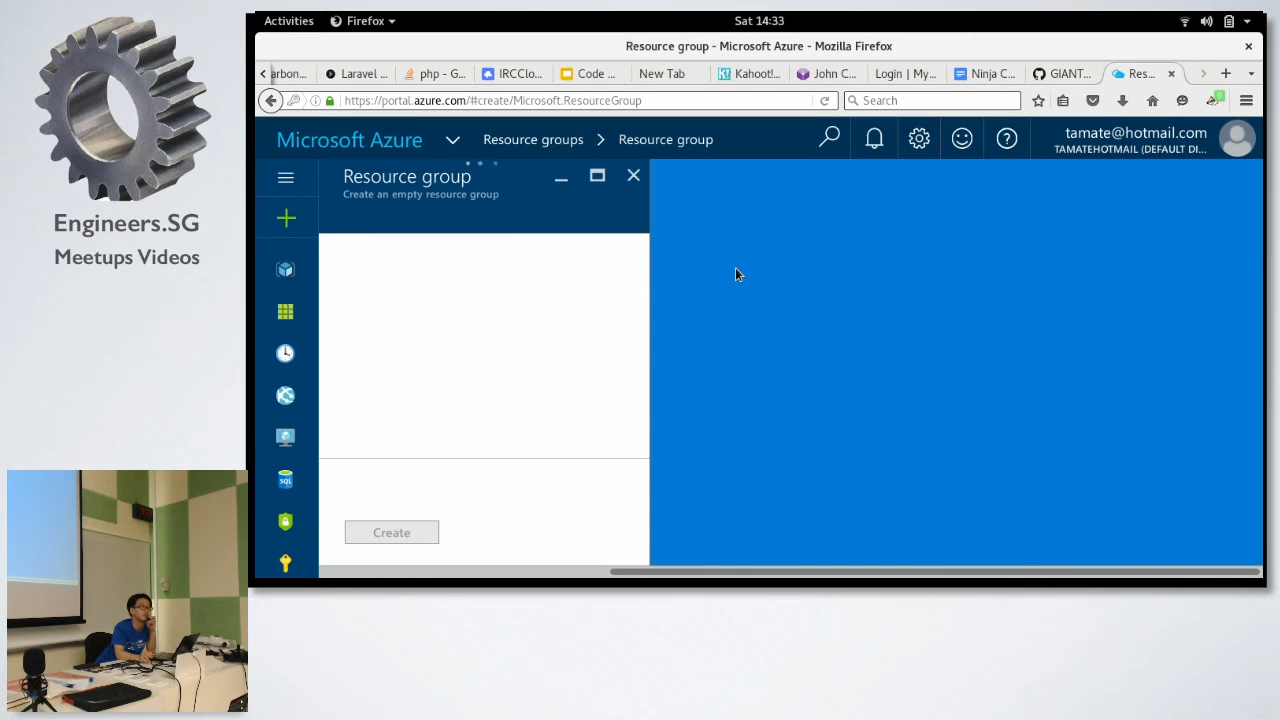 Activities
Firefox
Sat 14:33
Resource group - Microsoft Azure - Mozilla Firefox
arbon...
Laravel ...
php - G...
IRCClo...
Code ...
New Tab
Kahoot!...
John C...
Login | My...
Ninja C...
GIANT...
Res...
https://portal.azure.com/#create/Microsoft.ResourceGroup
Search
0
Microsoft Azure
Resource groups
Resource group
tamate@hotmail.com
TAMATEHOTMAIL (DEFAULT DI...
Resource group
Create an empty resource group
SQL
Create
Engineers.SG
Meetups Videos